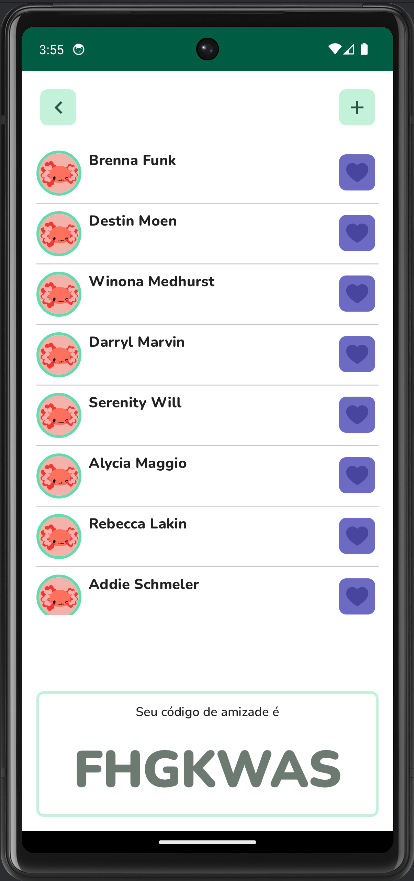 3:55
Brenna Funk
Destin Moen
Winona Medhurst
Darryl Marvin
Serenity Will
Alycia Maggio
Rebecca Lakin
Addie Schmeler
Seu código de amizade é
FHGKWAS